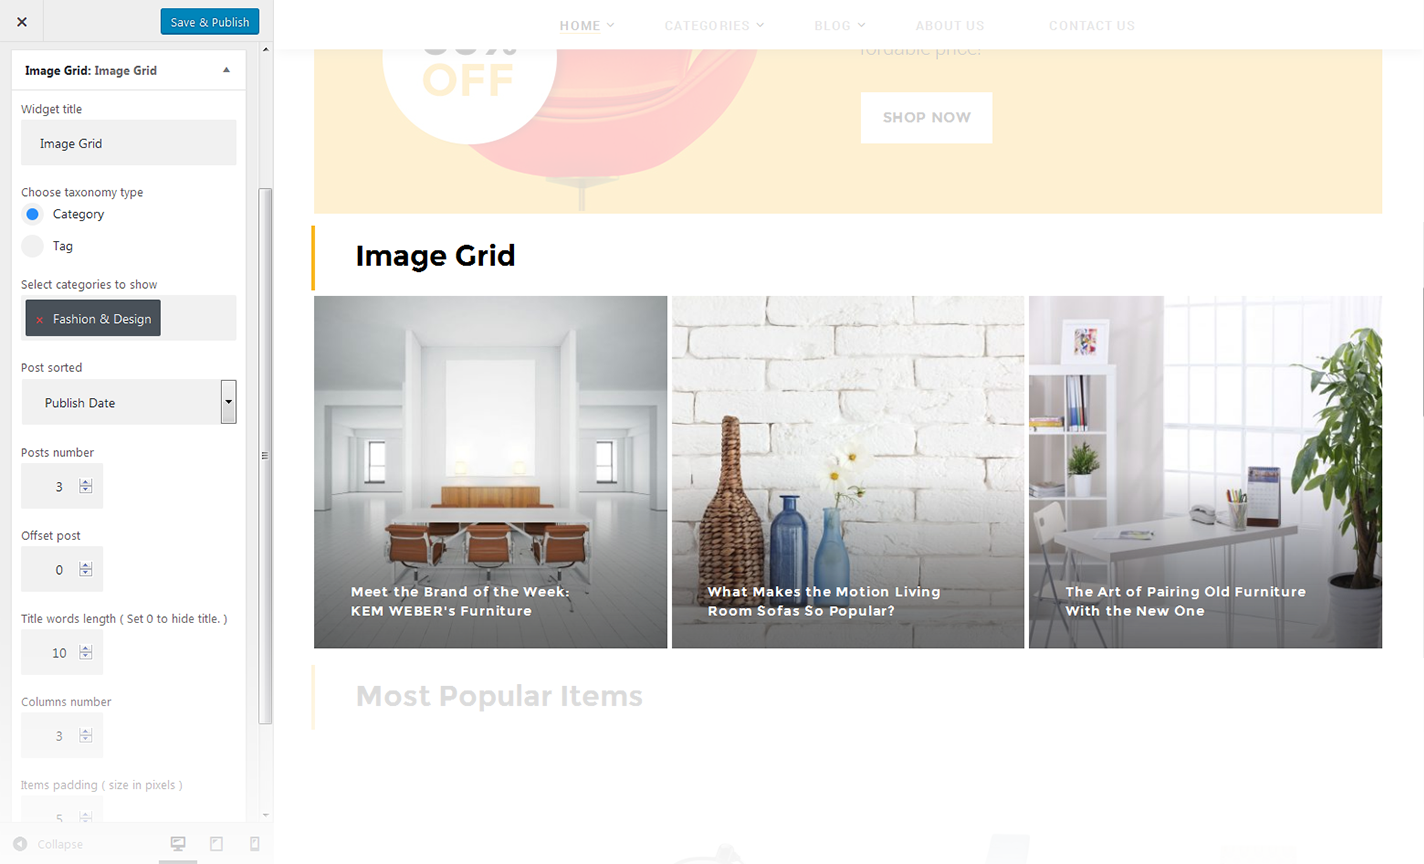 Save & Publish
Image Grid: Image Grid
Widget title
Image Grid
Choose taxonomy type
Category
Tag
Select categories to show
× Fashion & Design
Post sorted
Publish Date
Posts number
3
Offset post
0
Title words length ( Set 0 to hide title. )
10
Columns number
3
Items padding ( size in pixels )
5
Collapse
HOME
CATEGORIES
BLOG
ABOUT US
CONTACT US
OFF
fordable price!
SHOP NOW
Image Grid
Meet the Brand of the Week:
KEM WEBER's Furniture
What Makes the Motion Living
Room Sofas So Popular?
The Art of Pairing Old Furniture
With the New One
Most Popular Items